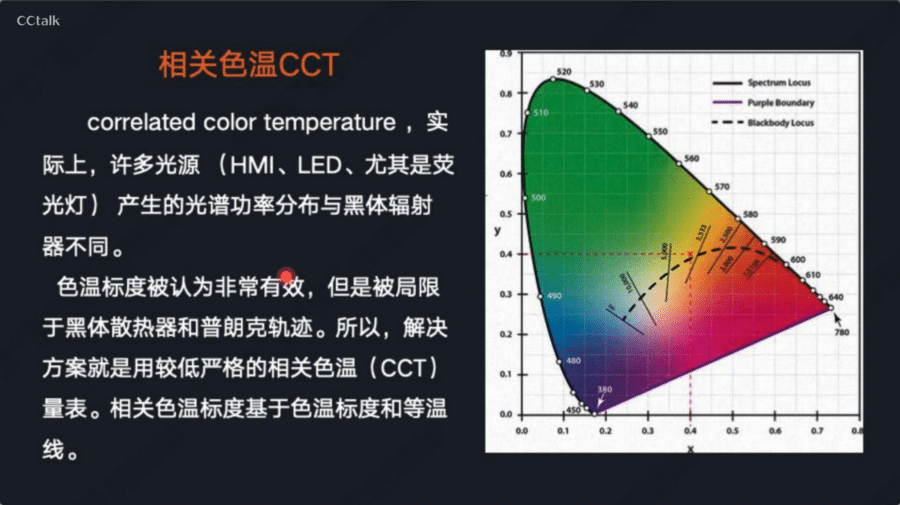 CCtalk
相关色温CCT
correlated color temperature ，实
际上，许多光源 （HMI、LED、尤其是荧
光灯） 产生的光谱功率分布与黑体辐射
器不同。
色温标度被认为非常有效，但是被局限
于黑体散热器和普朗克轨迹。所以，解决
方案就是用较低严格的相关色温（CCT）
量表。相关色温标度基于色温标度和等温
线。
Spectrum Locus
Purple Boundary
Blackbody Locus
y
0.9
0.8
0.7
0.6
0.5
0.4
0.3
0.2
0.1
0.0
520
530
540
550
560
570
580
590
600
610
640
780
510
500
490
480
450
380
3,333
5,000
10,000
0.0
0.1
0.2
0.3
0.4
0.5
0.6
0.7
0.8
x